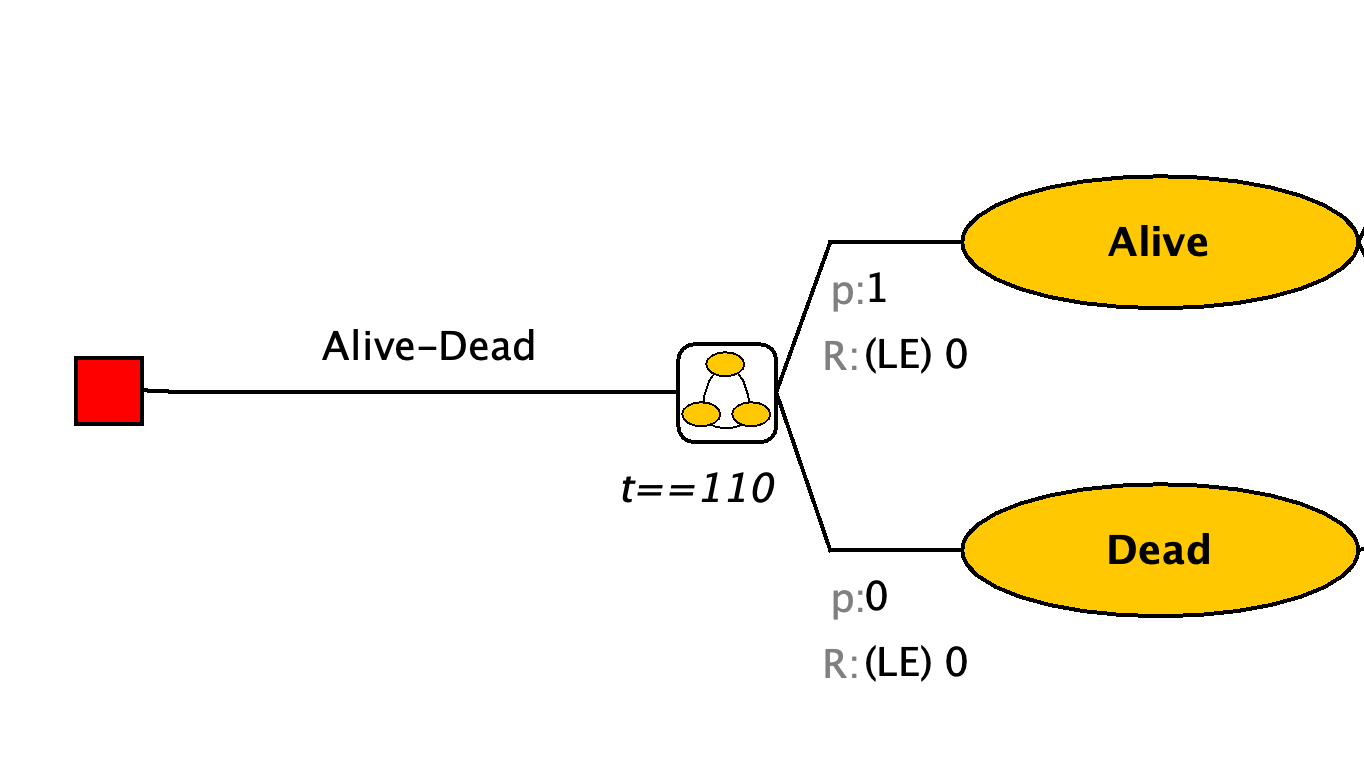 Alive–Dead
t==110
Alive
p:1
R:(LE) 0
Dead
p:0
R:(LE) 0